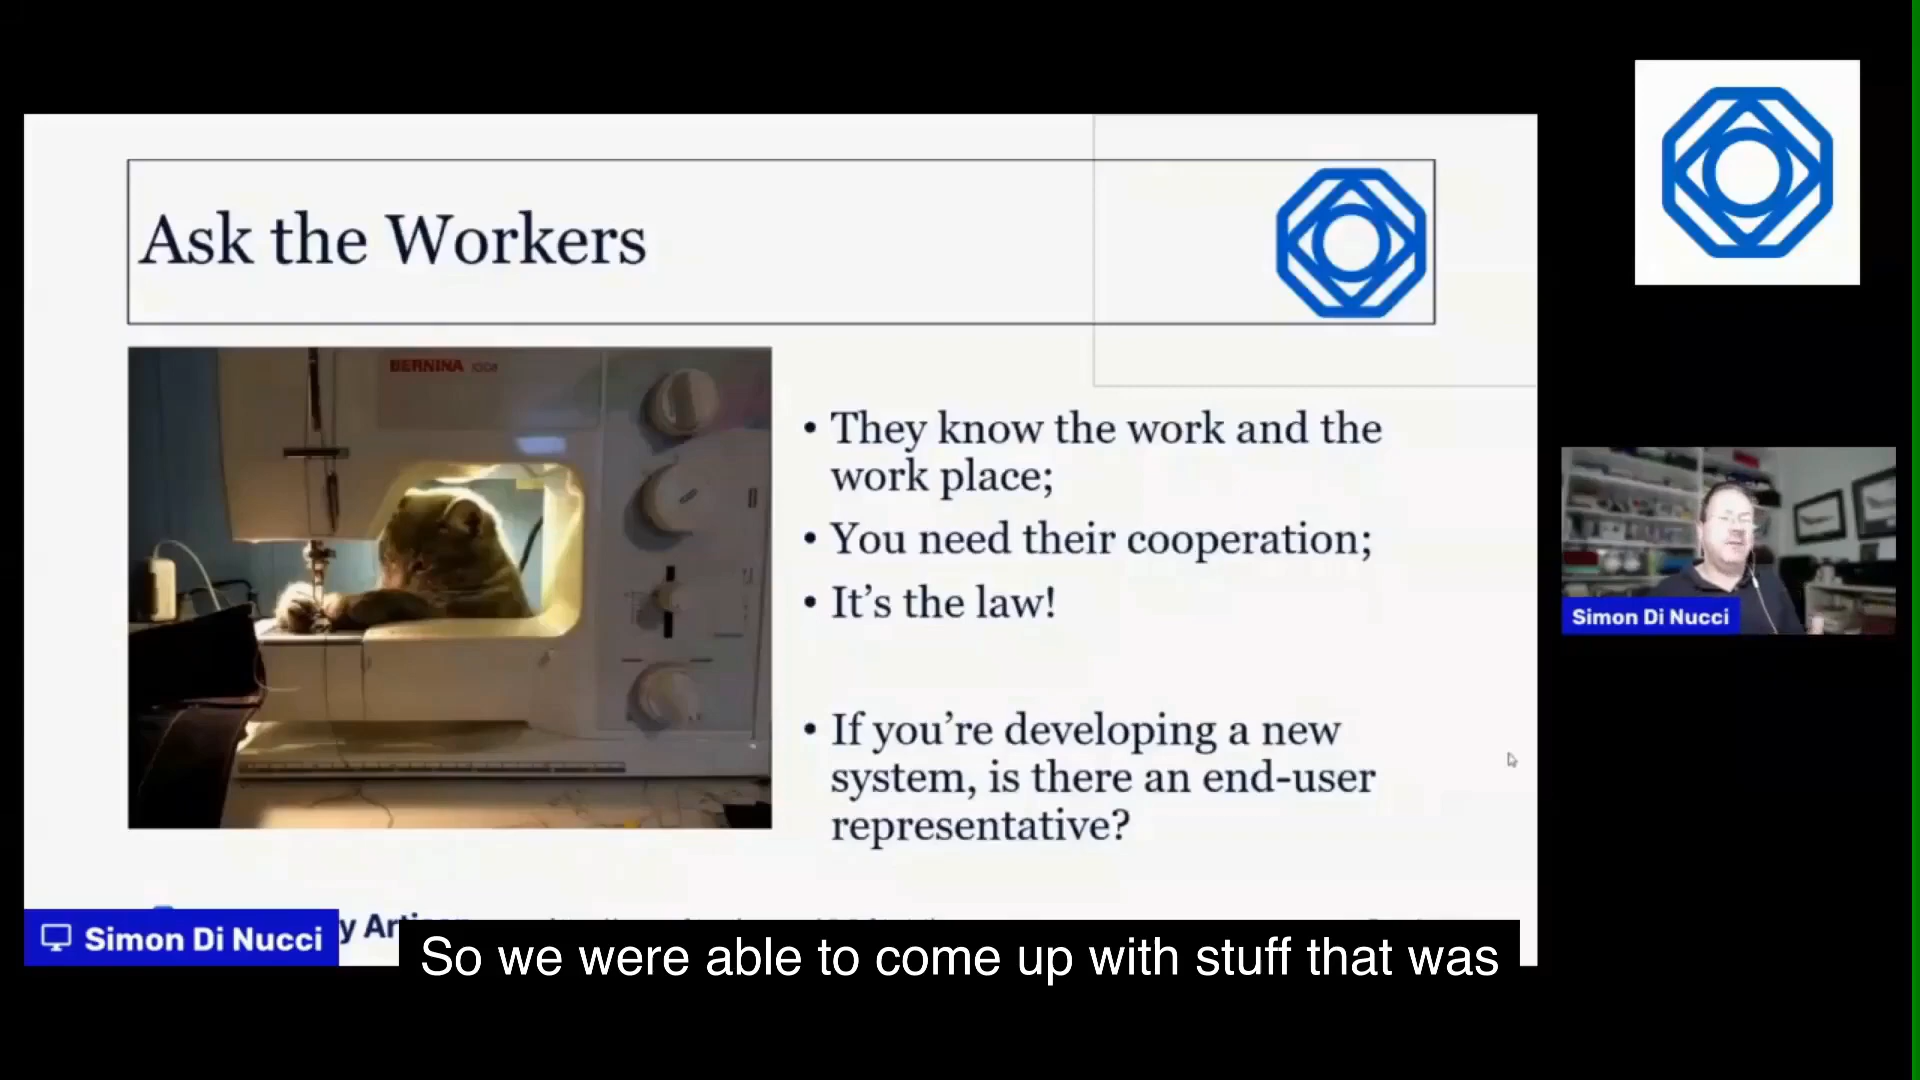 Ask the Workers
BERNINA 1008
• They know the work and the
work place;
• You need their cooperation;
• It's the law!
• If you're developing a new
system, is there an end-user
representative?
Simon Di Nucci
Simon Di Nucci
So we were able to come up with stuff that was